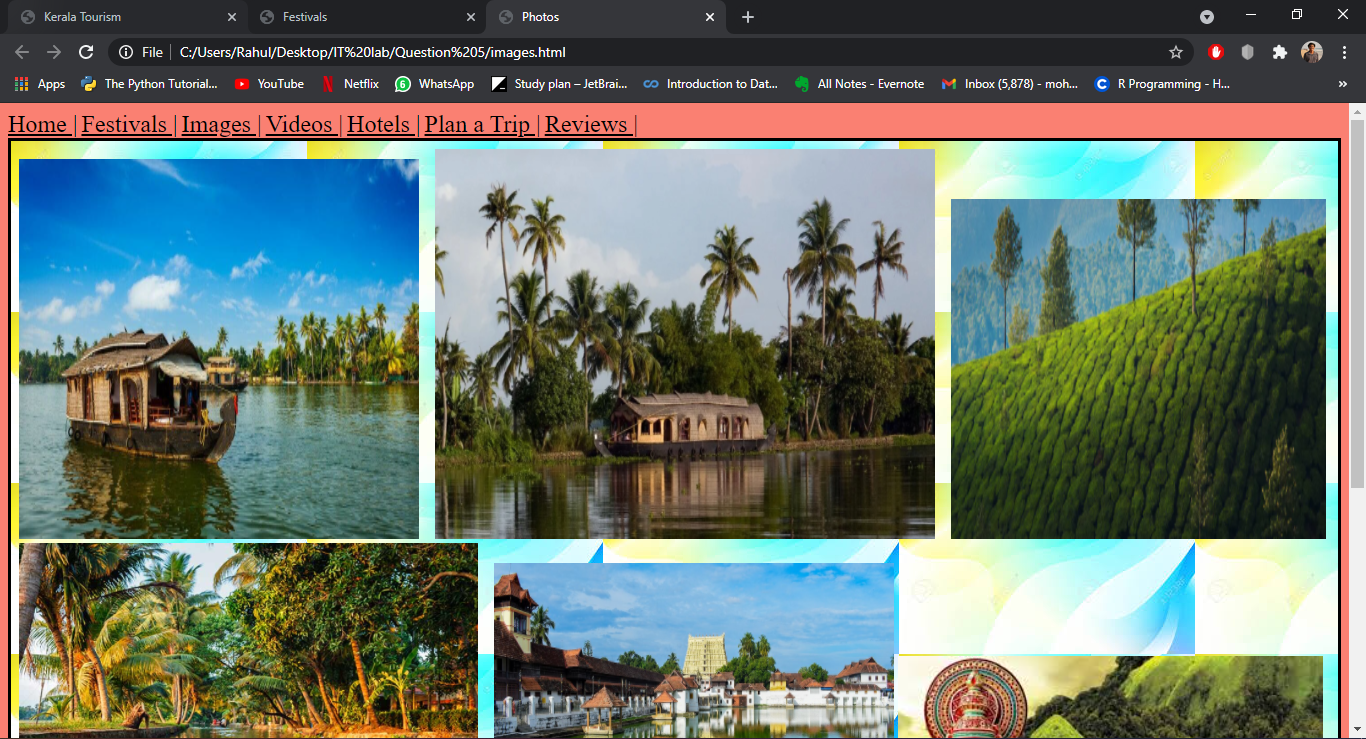 Kerala Tourism Festivals Photos
File C:/Users/Rahul/Desktop/IT%20lab/Question%205/images.html
Apps The Python Tutorial... YouTube Netflix WhatsApp Study plan – JetBrai... Introduction to Dat... All Notes - Evernote Inbox (5,878) - moh... R Programming - H... »
Home | Festivals | Images | Videos | Hotels | Plan a Trip | Reviews |